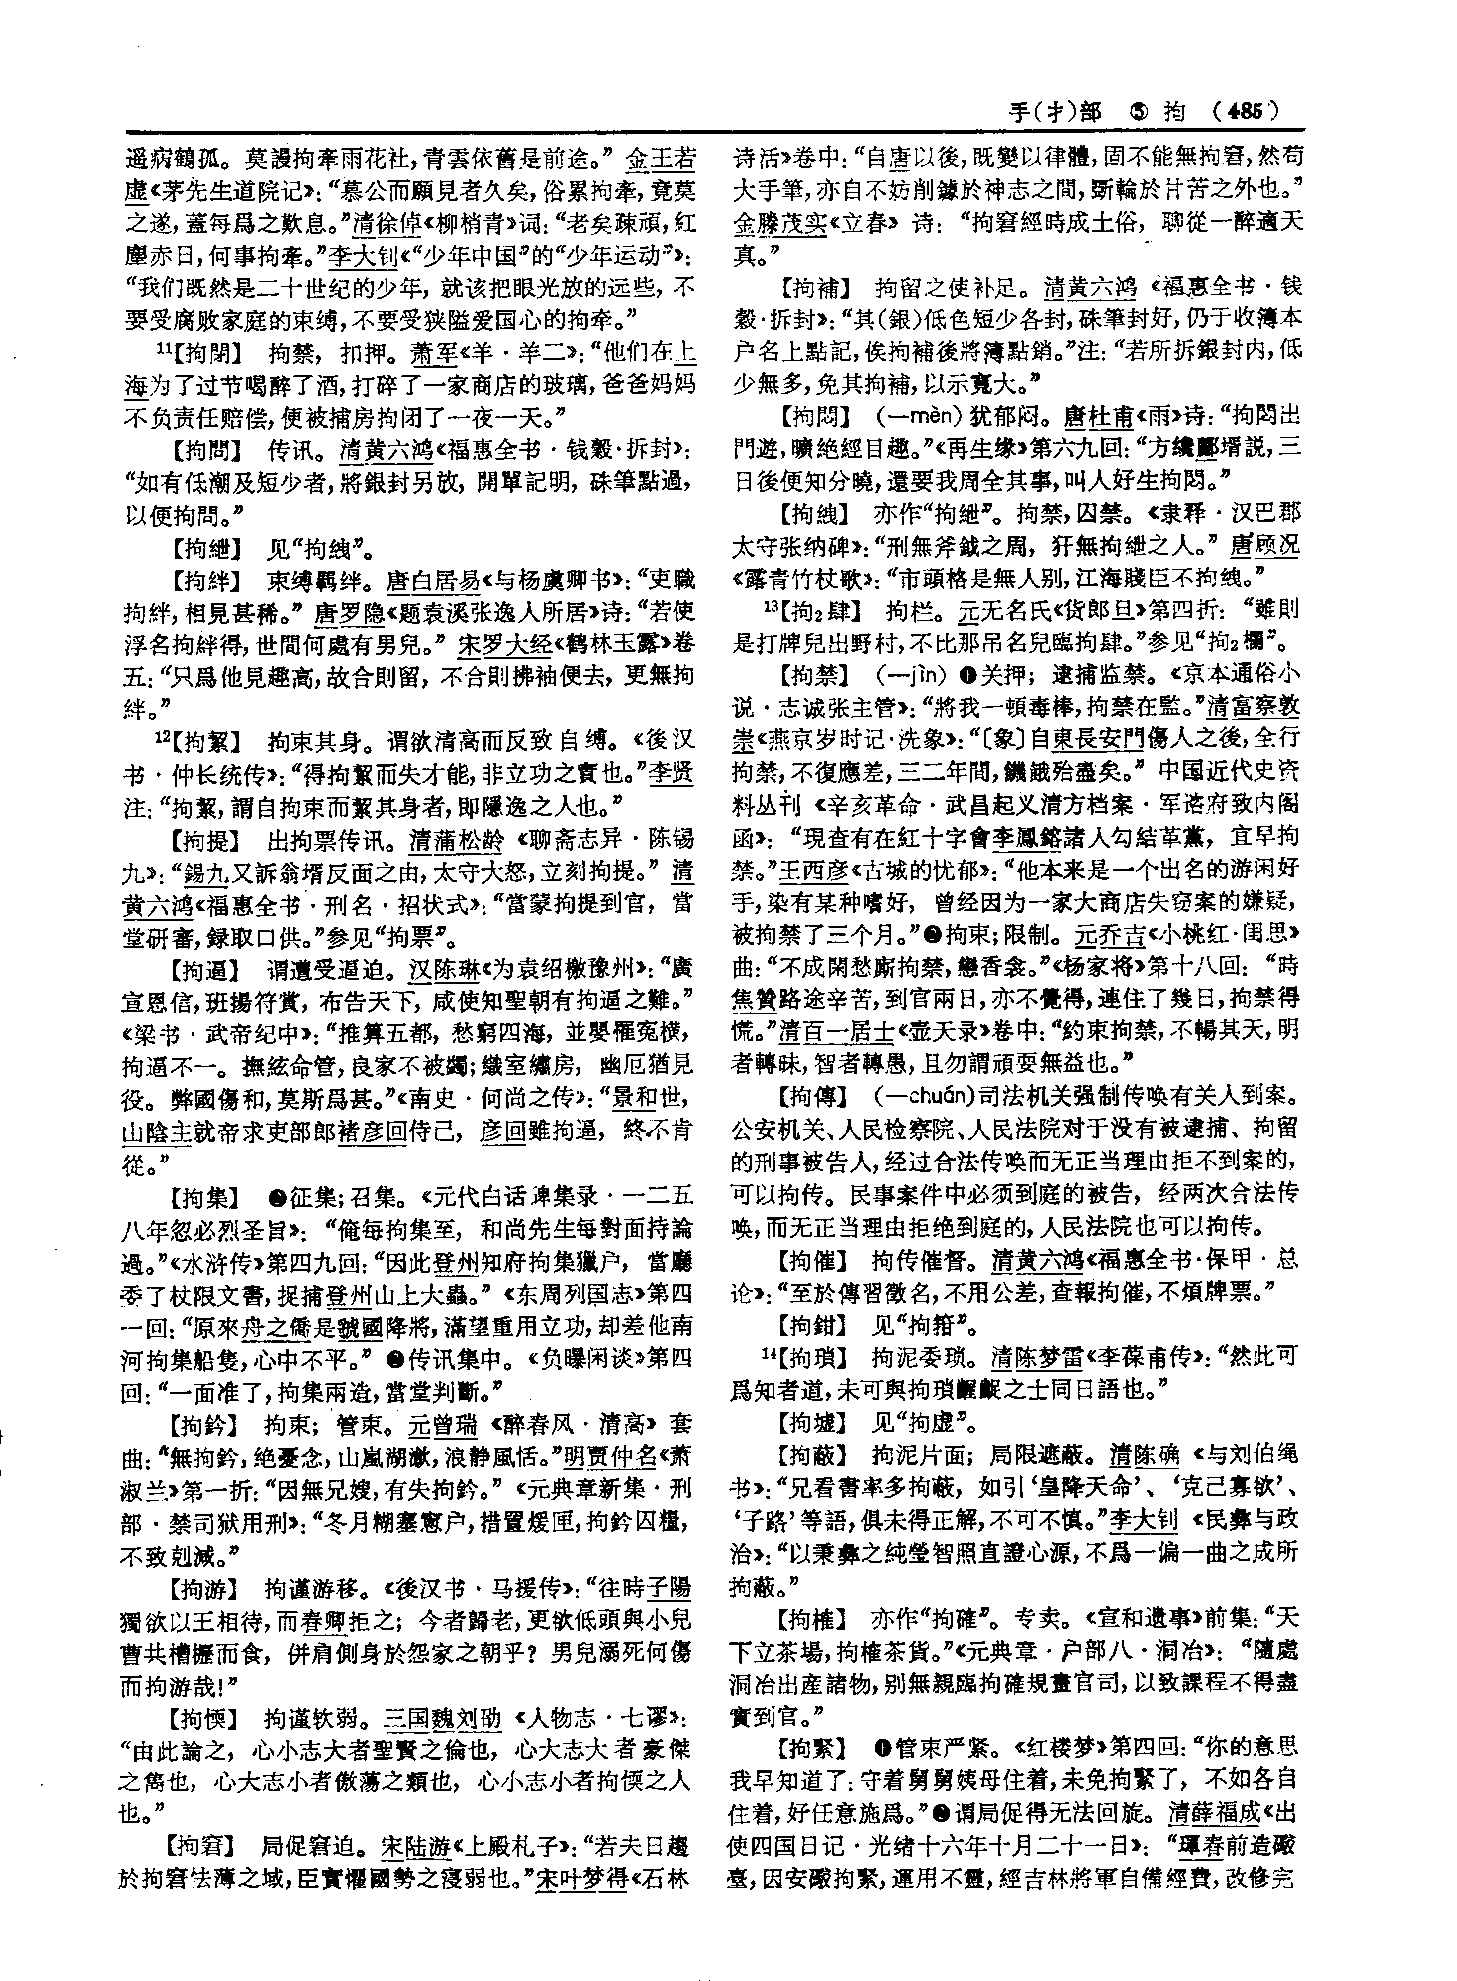 手(扌)部 ⑤ 拘 (485)
遥病鶴孤。莫謾拘牽雨花社,青雲依舊是前途。”金王若
虚《茅先生道院记》:“慕公而願見者久矣,俗累拘牽,竟莫
之遂,蓋每爲之歎息。”清徐倬《柳梢青》词:“老矣疎頑,紅
塵赤日,何事拘牽。”李大钊《“少年中国”的“少年运动”》:
“我们既然是二十世纪的少年,就该把眼光放的远些,不
要受腐败家庭的束缚,不要受狭隘爱国心的拘牵。”
11【拘閉】 拘禁,扣押。萧军《羊·羊二》:“他们在上
海为了过节喝醉了酒,打碎了一家商店的玻璃,爸爸妈妈
不负责任赔偿,便被捕房拘闭了一夜一天。”
【拘問】 传讯。清黄六鸿《福惠全书·钱穀·拆封》:
“如有低潮及短少者,將銀封另放,開單記明,硃筆點過,
以便拘問。”
【拘紲】 见“拘絏”。
【拘絆】 束缚羁绊。唐白居易《与杨虞卿书》:“吏職
拘絆,相見甚稀。”唐罗隐《题袁溪张逸人所居》诗:“若使
浮名拘絆得,世間何處有男兒。”宋罗大经《鹤林玉露》卷
五:“只爲他見趣高,故合則留,不合則拂袖便去,更無拘
絆。”
12【拘絜】 拘束其身。谓欲清高而反致自缚。《後汉
书·仲长统传》:“得拘絜而失才能,非立功之實也。”李贤
注:“拘絜,謂自拘束而絜其身者,即隱逸之人也。”
【拘提】 出拘票传讯。清蒲松龄《聊斋志异·陈锡
九》:“錫九又訴翁壻反面之由,太守大怒,立刻拘提。”清
黄六鸿《福惠全书·刑名·招状式》:“當蒙拘提到官,當
堂研審,録取口供。”参见“拘票”。
【拘逼】 谓遭受逼迫。汉陈琳《为袁绍檄豫州》:“廣
宣恩信,班揚符賞,布告天下,咸使知聖朝有拘逼之難。”
《梁书·武帝纪中》:“推算五都,愁窮四海,並嬰罹冤横,
拘逼不一。撫絃命管,良家不被蠲;織室繡房,幽厄猶見
役。弊國傷和,莫斯爲甚。”《南史·何尚之传》:“景和世,
山陰主就帝求吏部郎褚彦回侍己,彦回雖拘逼,終不肯
從。”
【拘集】 ❶征集;召集。《元代白话碑集录·一二五
八年忽必烈圣旨》:“俺每拘集至,和尚先生每對面持論
過。”《水浒传》第四九回:“因此登州知府拘集獵户,當廳
委了杖限文書,捉捕登州山上大蟲。”《东周列国志》第四
一回:“原來舟之僑是虢國降將,滿望重用立功,却差他南
河拘集船隻,心中不平。”❷传讯集中。《负曝闲谈》第四
回:“一面准了,拘集兩造,當堂判斷。”
【拘鈐】 拘束;管束。元曾瑞《醉春风·清高》套
曲:“無拘鈐,絶憂念,山嵐湖潋,浪静風恬。”明贾仲名《萧
淑兰》第一折:“因無兄嫂,有失拘鈐。”《元典章新集·刑
部·禁司狱用刑》:“冬月糊塞窻户,措置煖匣,拘鈐囚糧,
不致剋減。”
【拘游】 拘谨游移。《後汉书·马援传》:“往時子陽
獨欲以王相待,而春卿拒之;今者歸老,更欲低頭與小兒
曹共槽櫪而食,併肩側身於怨家之朝乎?男兒溺死何傷
而拘游哉!”
【拘愞】 拘谨软弱。三国魏刘劭《人物志·七谬》:
“由此論之,心小志大者聖賢之倫也,心大志大者豪傑
之雋也,心大志小者傲蕩之類也,心小志小者拘愞之人
也。”
【拘窘】 局促窘迫。宋陆游《上殿札子》:“若夫日趨
於拘窘怯薄之域,臣實懼國勢之寖弱也。”宋叶梦得《石林
诗话》卷中:“自唐以後,既變以律體,固不能無拘窘,然苟
大手筆,亦自不妨削鐻於神志之間,斲輪於甘苦之外也。”
金滕茂实《立春》诗:“拘窘經時成土俗,聊從一醉適天
真。”
【拘補】 拘留之使补足。清黄六鸿《福惠全书·钱
穀·拆封》:“其(銀)低色短少各封,硃筆封好,仍于收簿本
户名上點記,俟拘補後將簿點銷。”注:“若所拆銀封内,低
少無多,免其拘補,以示寬大。”
【拘悶】 (—mèn)犹郁闷。唐杜甫《雨》诗:“拘悶出
門遊,曠絶經目趣。”《再生缘》第六九回:“方纔酈壻説,三
日後便知分曉,還要我周全其事,叫人好生拘悶。”
【拘絏】 亦作“拘紲”。拘禁,囚禁。《隶释·汉巴郡
太守张纳碑》:“刑無斧鉞之周,犴無拘紲之人。”唐顾况
《露青竹杖歌》:“市頭格是無人别,江海賤臣不拘絏。”
13【拘₂肆】 拘栏。元无名氏《货郎旦》第四折:“雖則
是打牌兒出野村,不比那吊名兒臨拘肆。”参见“拘₂欄”。
【拘禁】 (—jìn)❶关押;逮捕监禁。《京本通俗小
说·志诚张主管》:“將我一頓毒棒,拘禁在監。”清富察敦
崇《燕京岁时记·洗象》:“〔象〕自東長安門傷人之後,全行
拘禁,不復應差,三二年間,饑餓殆盡矣。”中国近代史资
料丛刊《辛亥革命·武昌起义清方档案·军谘府致内阁
函》:“現查有在紅十字會李鳳鎔諸人勾結革黨,宜早拘
禁。”王西彦《古城的忧郁》:“他本来是一个出名的游闲好
手,染有某种嗜好,曾经因为一家大商店失窃案的嫌疑,
被拘禁了三个月。”❷拘束;限制。元乔吉《小桃红·闺思》
曲:“不成閑愁廝拘禁,戀香衾。”《杨家将》第十八回:“時
焦贊路途辛苦,到官兩日,亦不覺得,連住了幾日,拘禁得
慌。”清百一居士《壶天录》卷中:“約束拘禁,不暢其天,明
者轉昧,智者轉愚,且勿謂頑耍無益也。”
【拘傳】 (—chuán)司法机关强制传唤有关人到案。
公安机关、人民检察院、人民法院对于没有被逮捕、拘留
的刑事被告人,经过合法传唤而无正当理由拒不到案的,
可以拘传。民事案件中必须到庭的被告,经两次合法传
唤,而无正当理由拒绝到庭的,人民法院也可以拘传。
【拘催】 拘传催督。清黄六鸿《福惠全书·保甲·总
论》:“至於傳習徵名,不用公差,查報拘催,不煩牌票。”
【拘鉗】 见“拘箝”。
14【拘瑣】 拘泥委琐。清陈梦雷《李葆甫传》:“然此可
爲知者道,未可與拘瑣齷齪之士同日語也。”
【拘墟】 见“拘虚”。
【拘蔽】 拘泥片面;局限遮蔽。清陈确《与刘伯绳
书》:“兄看書率多拘蔽,如引‘皇降天命’、‘克己寡欲’、
‘子路’等語,俱未得正解,不可不慎。”李大钊《民彝与政
治》:“以秉彝之純瑩智照直證心源,不爲一偏一曲之成所
拘蔽。”
【拘榷】 亦作“拘確”。专卖。《宣和遗事》前集:“天
下立茶場,拘榷茶貨。”《元典章·户部八·洞冶》:“隨處
洞冶出産諸物,别無親臨拘確規畫官司,以致課程不得盡
實到官。”
【拘緊】 ❶管束严紧。《红楼梦》第四回:“你的意思
我早知道了:守着舅舅姨母住着,未免拘緊了,不如各自
住着,好任意施爲。”❷谓局促得无法回旋。清薛福成《出
使四国日记·光绪十六年十月二十一日》:“琿春前造礮
臺,因安礮拘緊,運用不靈,經吉林將軍自備經費,改修完